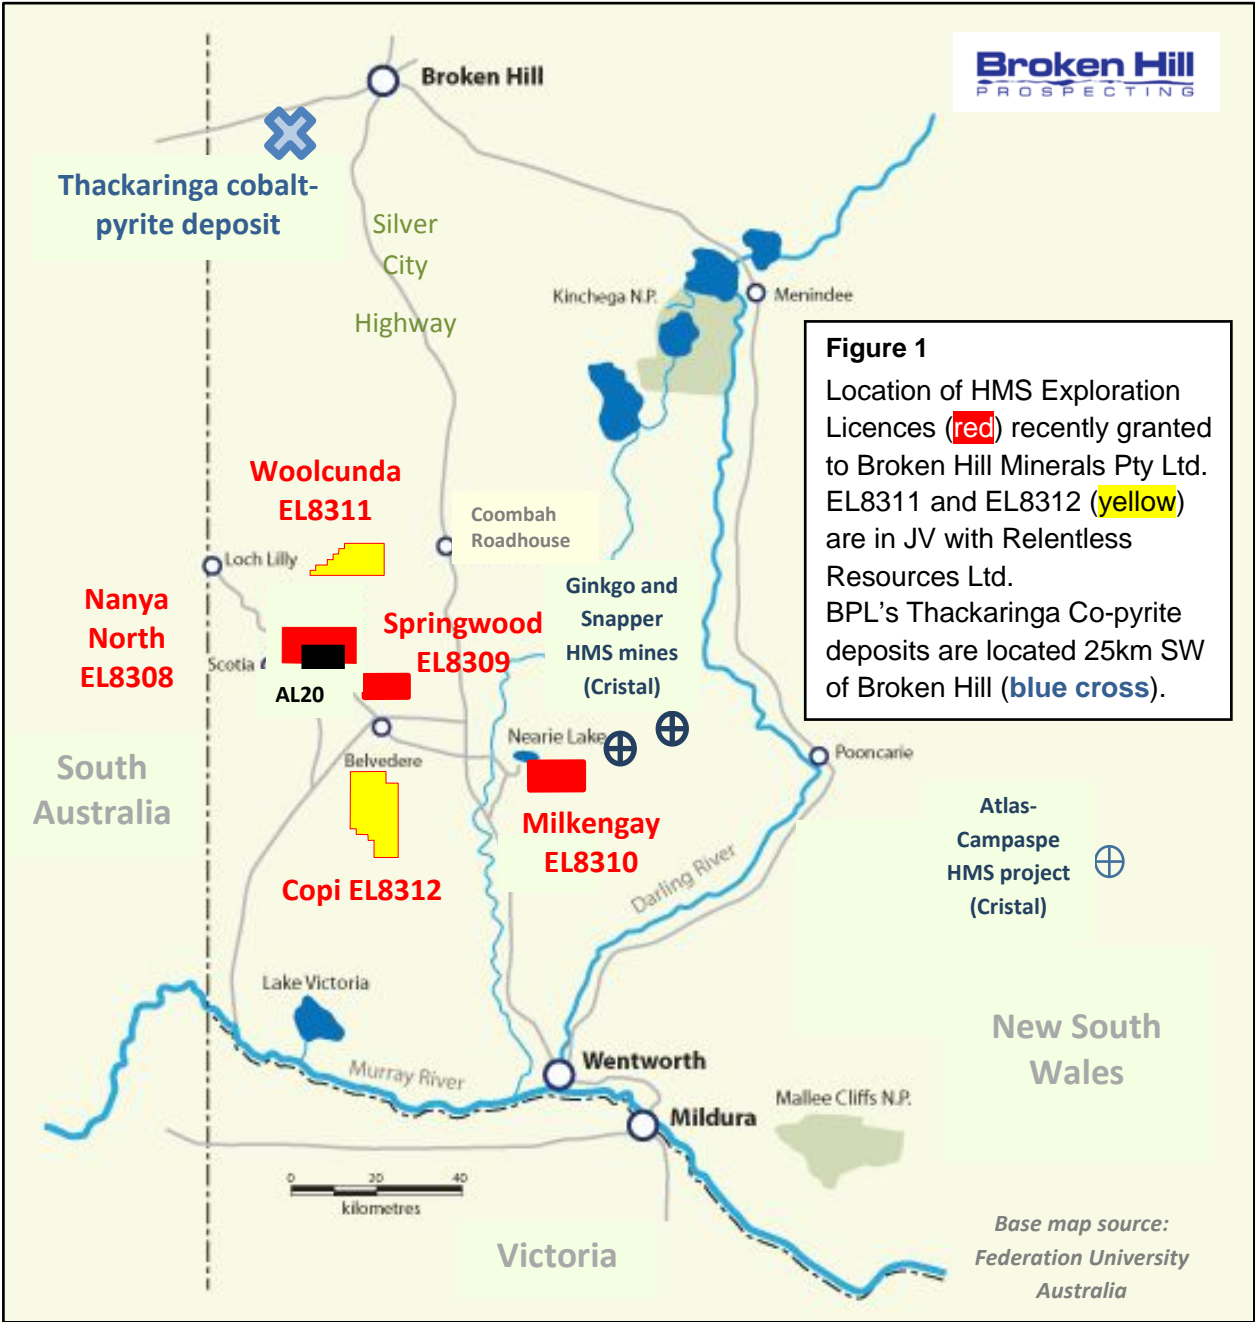 Broken Hill
Broken Hill
PROSPECTING
Thackaringa cobalt-
pyrite deposit
Silver
City
Highway
Kinchega N.P.
Menindee
Figure 1
Location of HMS Exploration
Licences (red) recently granted
to Broken Hill Minerals Pty Ltd.
EL8311 and EL8312 (yellow)
are in JV with Relentless
Resources Ltd.
BPL's Thackaringa Co-pyrite
deposits are located 25km SW
of Broken Hill (blue cross).
Woolcunda
EL8311
Coombah
Roadhouse
Loch Lilly
Nanya
North
EL8308
Springwood
EL8309
Ginkgo and
Snapper
HMS mines
(Cristal)
Scotia
AL20
Belvedere
Nearie Lake
Pooncarie
South
Australia
Milkengay
EL8310
Atlas-
Campaspe
HMS project
(Cristal)
Copi EL8312
Darling River
Lake Victoria
New South
Wales
Murray River
Wentworth
Mallee Cliffs N.P.
Mildura
0 20 40
kilometres
Victoria
Base map source:
Federation University
Australia